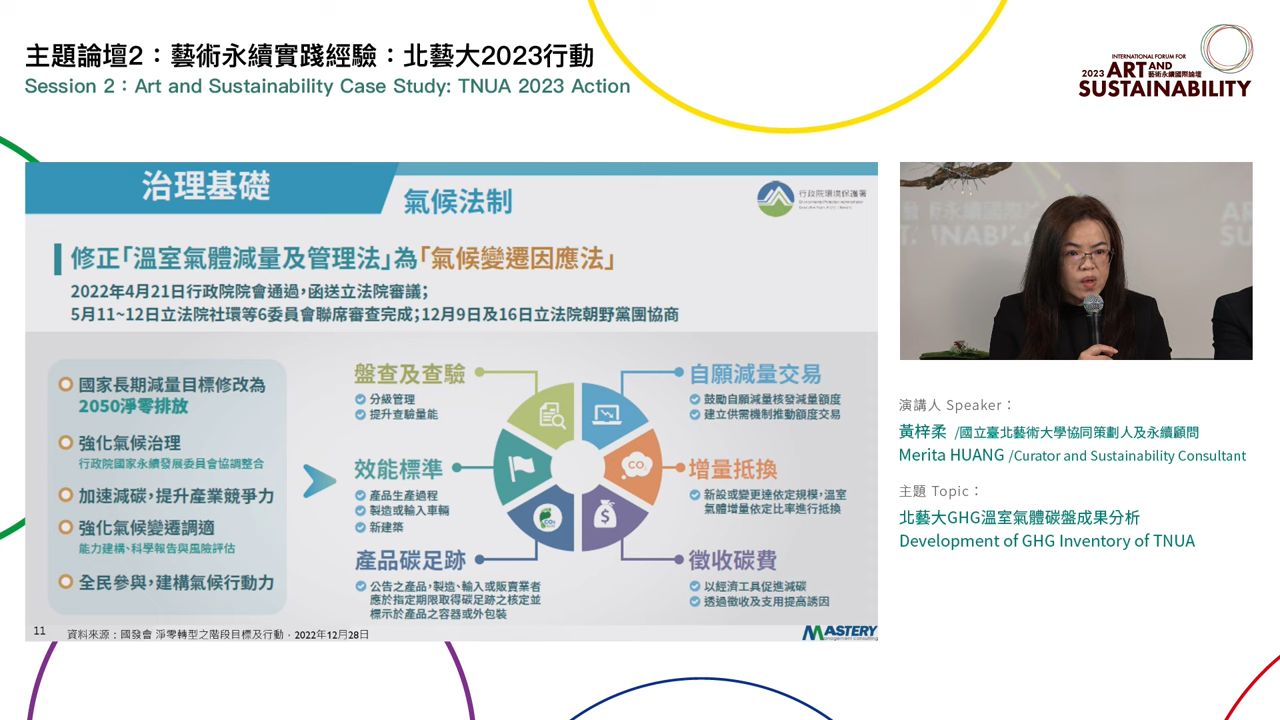 主題論壇2：藝術永續實踐經驗：北藝大2023行動
Session 2：Art and Sustainability Case Study: TNUA 2023 Action
INTERNATIONAL FORUM FOR
2023 ART AND 藝術永續國際論壇
SUSTAINABILITY
治理基礎
氣候法制
行政院環境保護署
修正「溫室氣體減量及管理法」為「氣候變遷因應法」
2022年4月21日行政院院會通過，函送立法院審議；
5月11~12日立法院社環等6委員會聯席審查完成；12月9日及16日立法院朝野黨團協商
國家長期減量目標修改為
2050淨零排放
強化氣候治理
行政院國家永續發展委員會協調整合
加速減碳，提升產業競爭力
強化氣候變遷調適
能力建構、科學報告與風險評估
全民參與，建構氣候行動力
盤查及查驗
分級管理
提升查驗量能
效能標準
產品生產過程
製造或輸入車輛
新建築
產品碳足跡
公告之產品，製造、輸入或販賣業者
應於指定期限取得碳足跡之核定並
標示於產品之容器或外包裝
CO₂
CO₂
$
自願減量交易
鼓勵自願減量核發減量額度
建立供需機制推動額度交易
增量抵換
新設或變更達依定規模，溫室
氣體增量依定比率進行抵換
徵收碳費
以經濟工具促進減碳
透過徵收及支用提高誘因
11
資料來源：國發會 淨零轉型之階段目標及行動．2022年12月28日
MASTERY
management consulting
演講人 Speaker：
黃梓柔 /國立臺北藝術大學協同策劃人及永續顧問
Merita HUANG /Curator and Sustainability Consultant
主題 Topic：
北藝大GHG溫室氣體碳盤成果分析
Development of GHG Inventory of TNUA